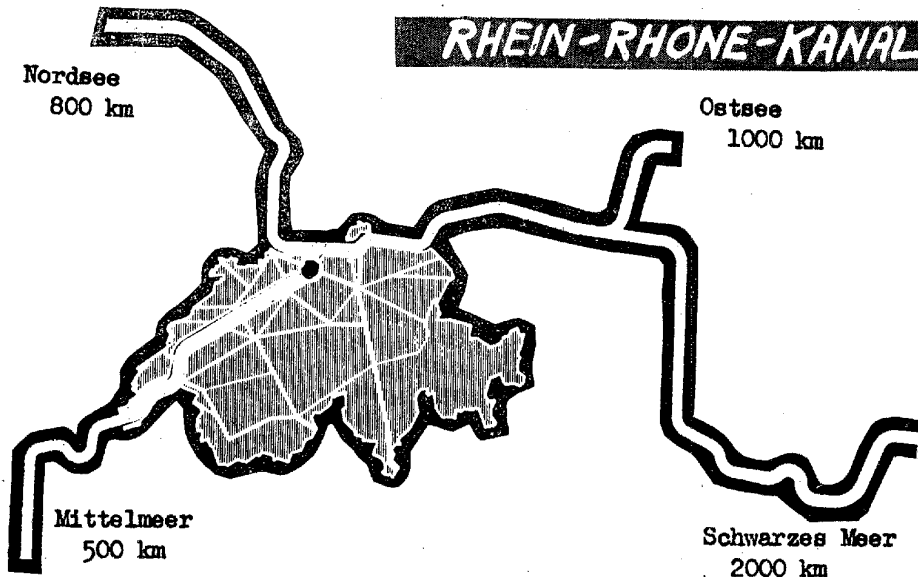 RHEIN-RHONE-KANAL
Nordsee
800 km
Ostsee
1000 km
Mittelmeer
500 km
Schwarzes Meer
2000 km